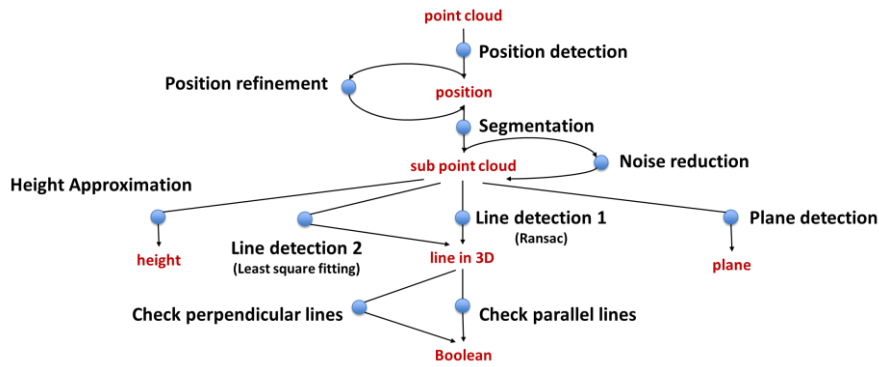 point cloud
Position detection
Position refinement
position
Segmentation
Noise reduction
sub point cloud
Height Approximation
Line detection 1
(Ransac)
Plane detection
Line detection 2
(Least square fitting)
height
line in 3D
plane
Check perpendicular lines
Check parallel lines
Boolean